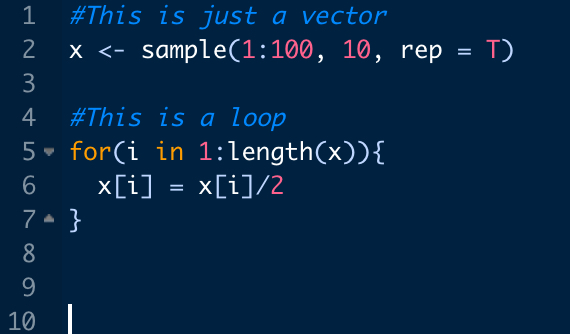 1 #This is just a vector
2 x <- sample(1:100, 10, rep = T)
3
4 #This is a loop
5 for(i in 1:length(x)){
6   x[i] = x[i]/2
7 }
8
9
10